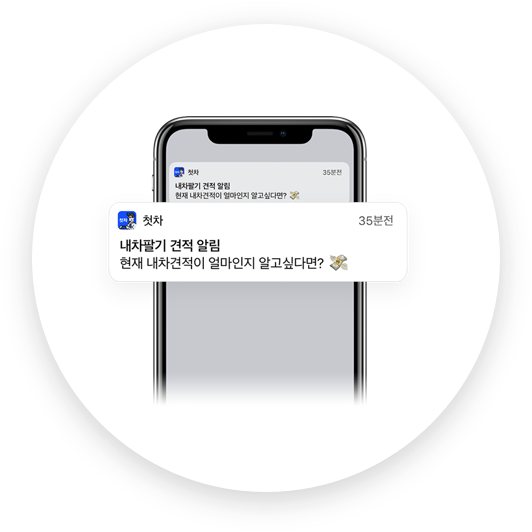 첫차 35분전
내차팔기 견적 알림
현재 내차견적이 얼마인지 알고싶다면? 💸
첫차 첫차 35분전
내차팔기 견적 알림
현재 내차견적이 얼마인지 알고싶다면? 💸